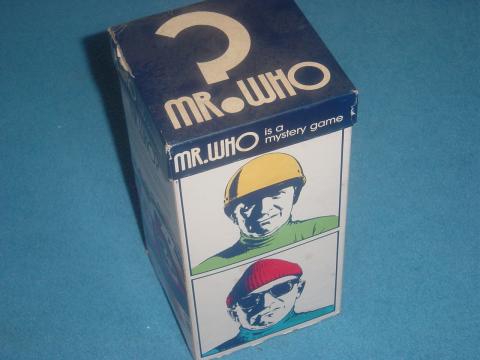 ?
MR.WHO
MR.WHO is a
mystery game